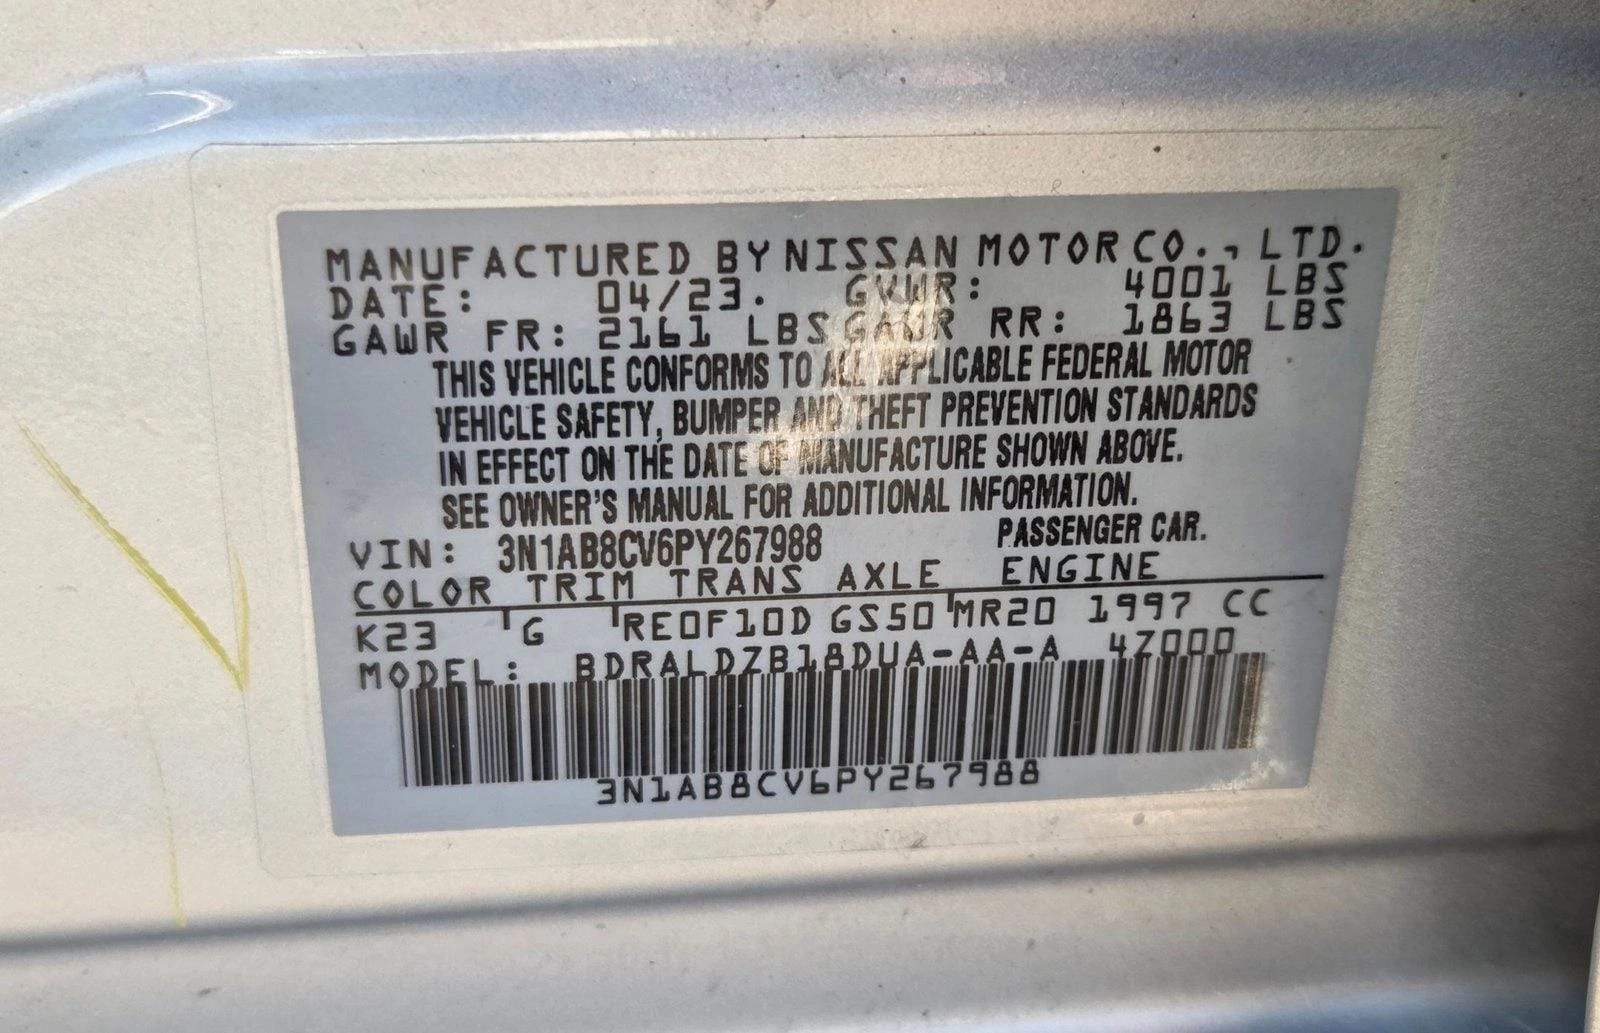 MANUFACTURED BY NISSAN MOTOR CO., LTD.
DATE: 04/23. GVWR: 4001 LBS
GAWR FR: 2161 LBS GAWR RR: 1863 LBS
THIS VEHICLE CONFORMS TO ALL APPLICABLE FEDERAL MOTOR
VEHICLE SAFETY, BUMPER AND THEFT PREVENTION STANDARDS
IN EFFECT ON THE DATE OF MANUFACTURE SHOWN ABOVE.
SEE OWNER'S MANUAL FOR ADDITIONAL INFORMATION.
VIN: 3N1AB8CV6PY267988 PASSENGER CAR.
COLOR TRIM TRANS AXLE ENGINE
K23 G RE0F10D GS50 MR20 1997 CC
MODEL: BDRALDZB18DUA-AA-A 4Z000
3N1AB8CV6PY267988